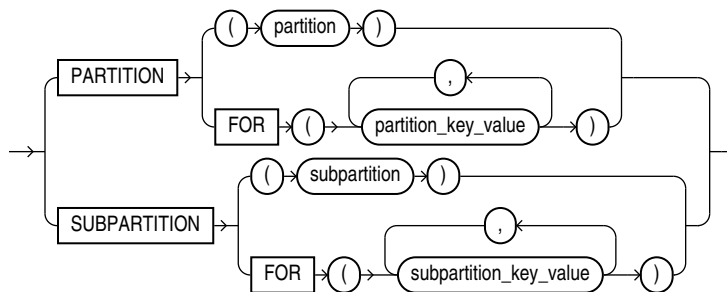 ( partition )
PARTITION
,
FOR ( partition_key_value )
( subpartition )
SUBPARTITION
,
FOR ( subpartition_key_value )